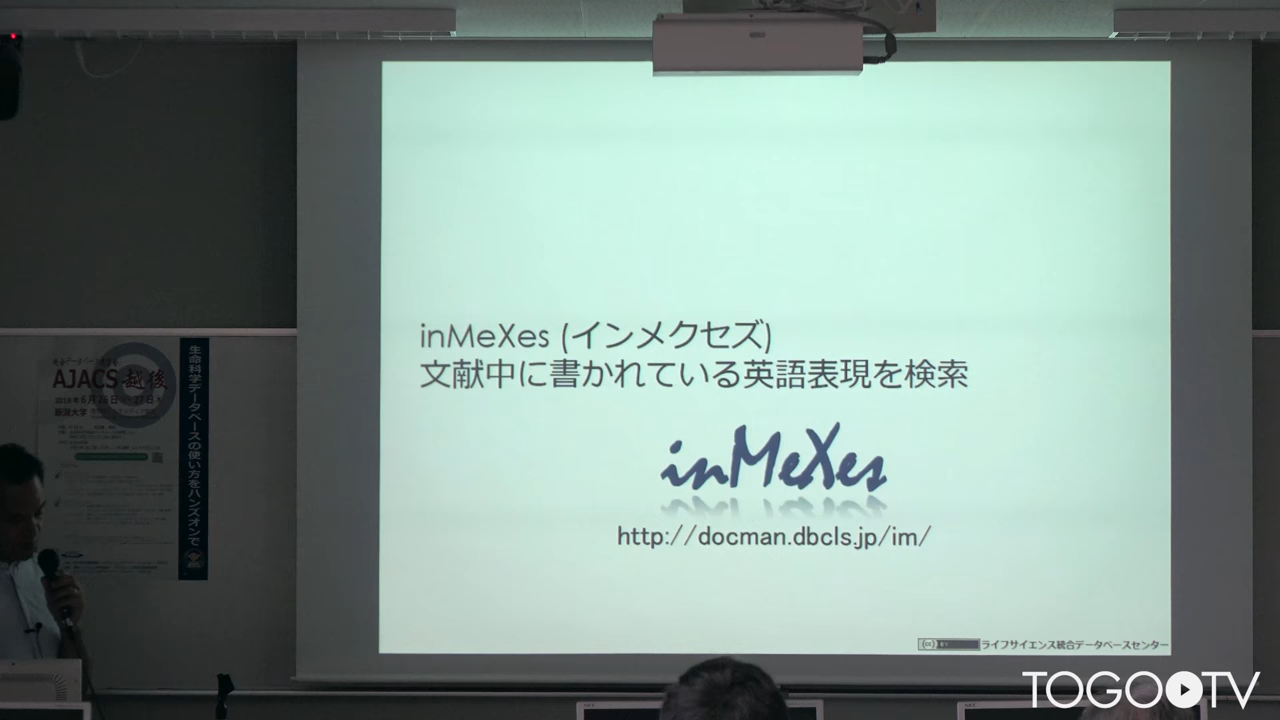 inMeXes (インメクセズ)
文献中に書かれている英語表現を検索
inMeXes
http://docman.dbcls.jp/im/
ライフサイエンス統合データベースセンター
AJACS越後
新潟大学
生命科学データベースの使い方をハンズオンで
TOGOTV